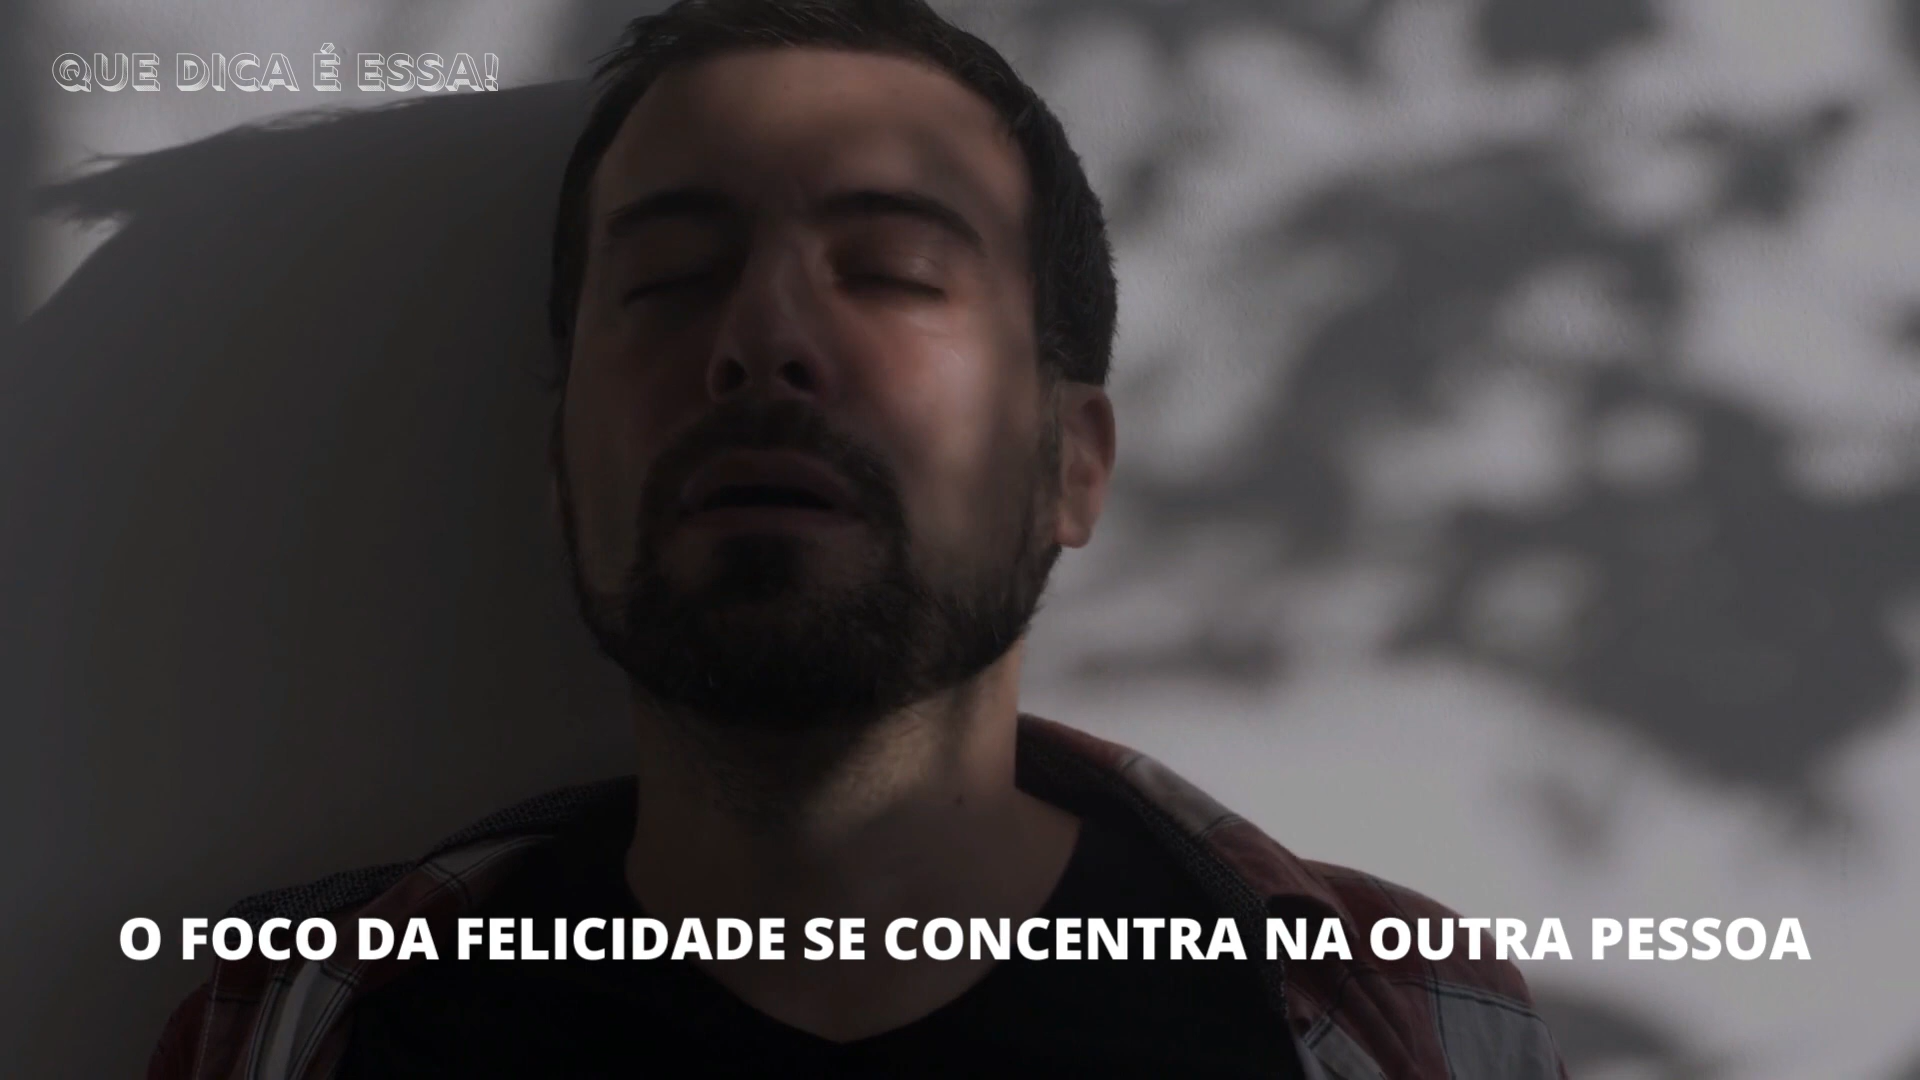 QUE DICA É ESSA!
O FOCO DA FELICIDADE SE CONCENTRA NA OUTRA PESSOA